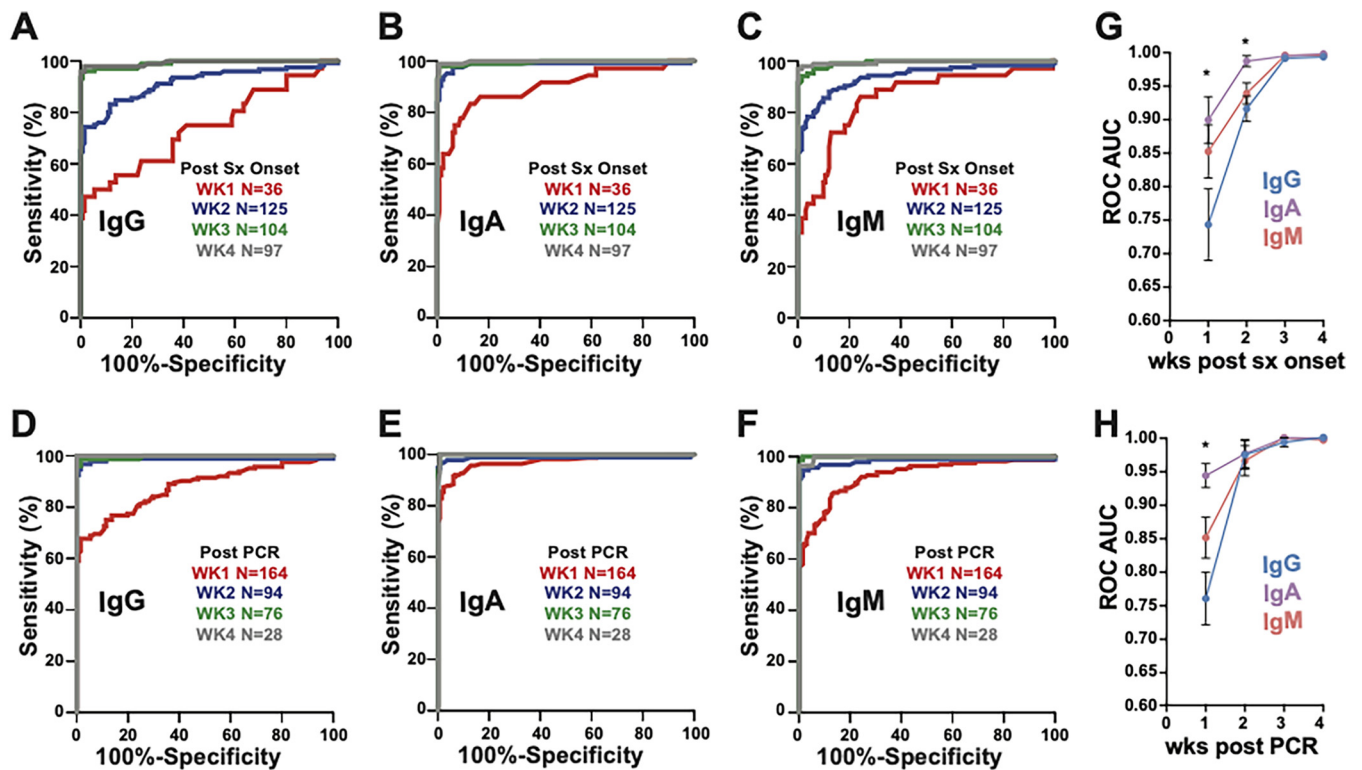 A
Sensitivity (%)
100
80
60
40
20
0
0 20 40 60 80 100
100%-Specificity
IgG
Post Sx Onset
WK1 N=36
WK2 N=125
WK3 N=104
WK4 N=97
B
Sensitivity (%)
100
80
60
40
20
0
0 20 40 60 80 100
100%-Specificity
IgA
Post Sx Onset
WK1 N=36
WK2 N=125
WK3 N=104
WK4 N=97
C
Sensitivity (%)
100
80
60
40
20
0
0 20 40 60 80 100
100%-Specificity
IgM
Post Sx Onset
WK1 N=36
WK2 N=125
WK3 N=104
WK4 N=97
G
ROC AUC
1.00
0.95
0.90
0.85
0.80
0.75
0.70
0.65
0.60
* *
IgG
IgA
IgM
0 1 2 3 4
wks post sx onset
D
Sensitivity (%)
100
80
60
40
20
0
0 20 40 60 80 100
100%-Specificity
IgG
Post PCR
WK1 N=164
WK2 N=94
WK3 N=76
WK4 N=28
E
Sensitivity (%)
100
80
60
40
20
0
0 20 40 60 80 100
100%-Specificity
IgA
Post PCR
WK1 N=164
WK2 N=94
WK3 N=76
WK4 N=28
F
Sensitivity (%)
100
80
60
40
20
0
0 20 40 60 80 100
100%-Specificity
IgM
Post PCR
WK1 N=164
WK2 N=94
WK3 N=76
WK4 N=28
H
ROC AUC
1.00
0.95
0.90
0.85
0.80
0.75
0.70
0.65
0.60
*
IgG
IgA
IgM
0 1 2 3 4
wks post PCR